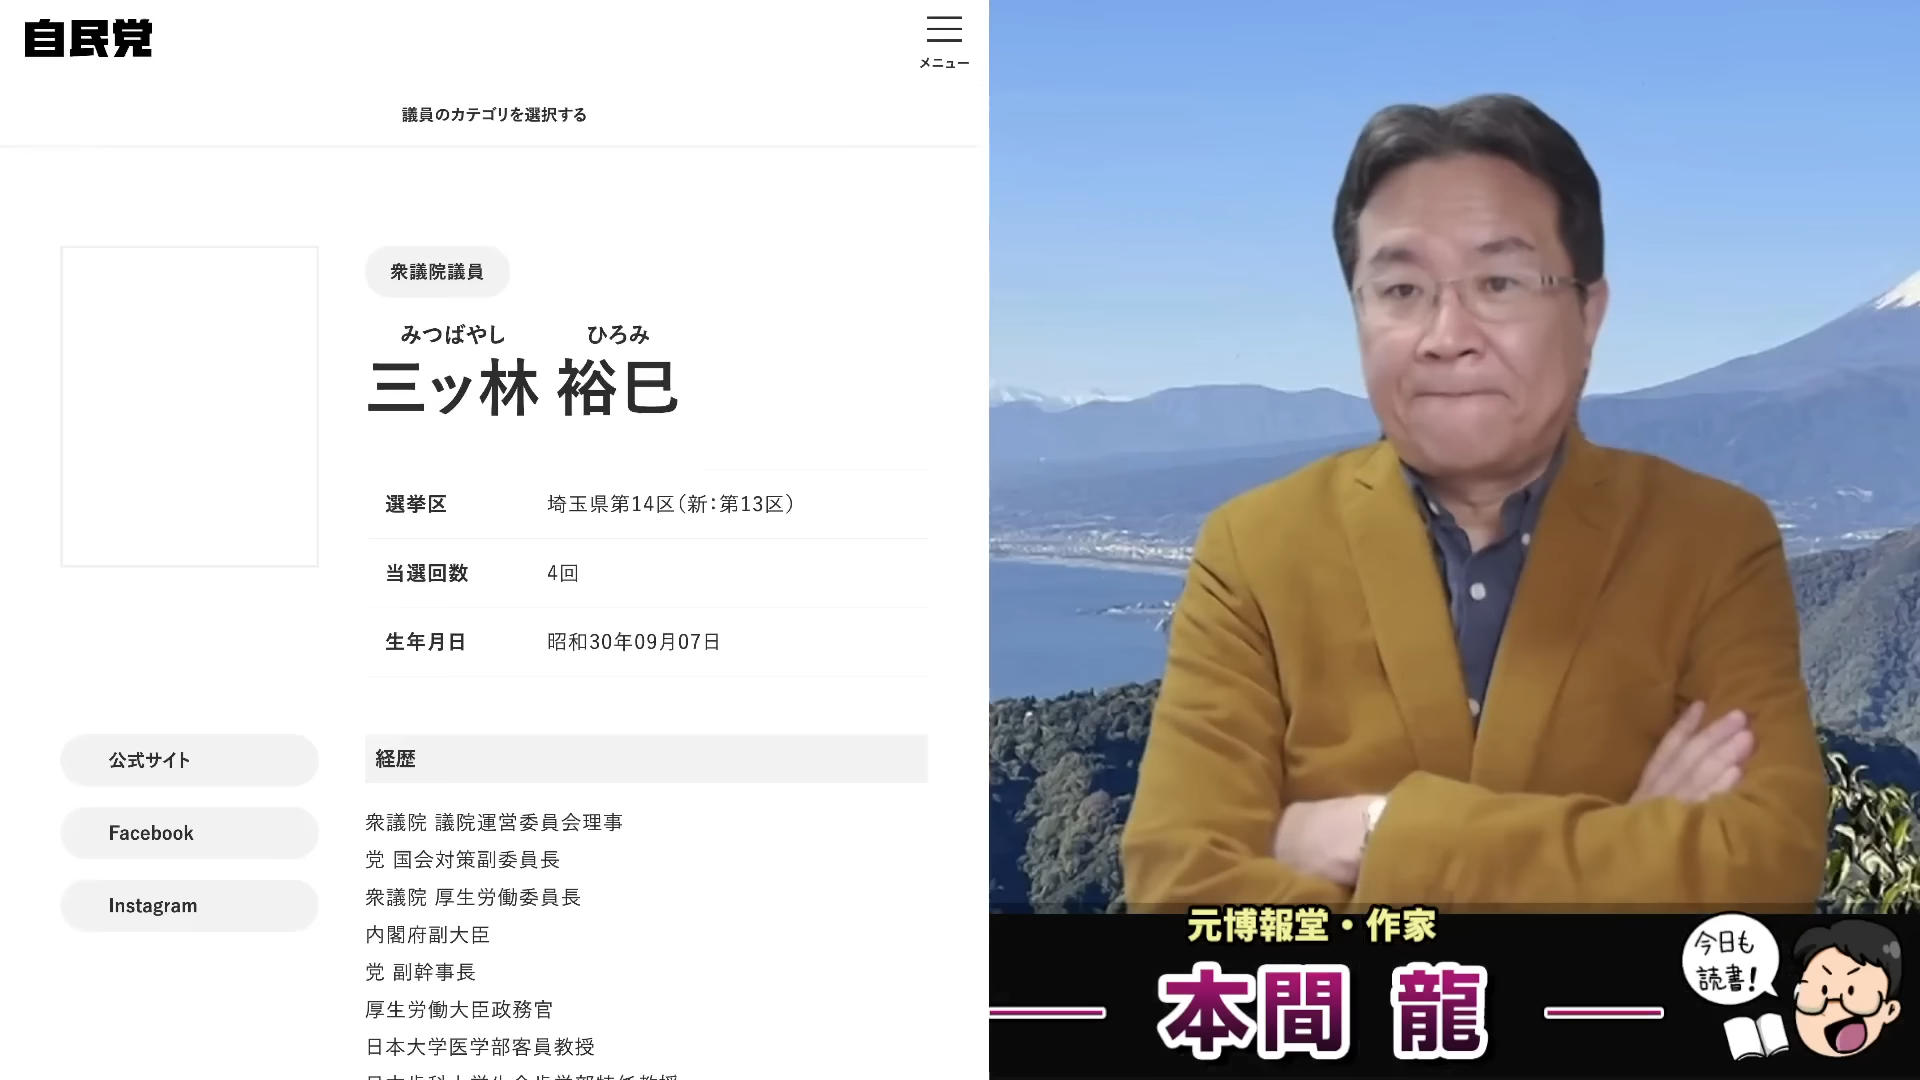 自民党
メニュー
議員のカテゴリを選択する
衆議院議員
みつばやし ひろみ
三ッ林 裕巳
選挙区 埼玉県第14区（新：第13区）
当選回数 4回
生年月日 昭和30年09月07日
公式サイト
Facebook
Instagram
経歴
衆議院 議院運営委員会理事
党 国会対策副委員長
衆議院 厚生労働委員長
内閣府副大臣
党 副幹事長
厚生労働大臣政務官
日本大学医学部客員教授
元博報堂・作家
本間 龍
今日も
読書！